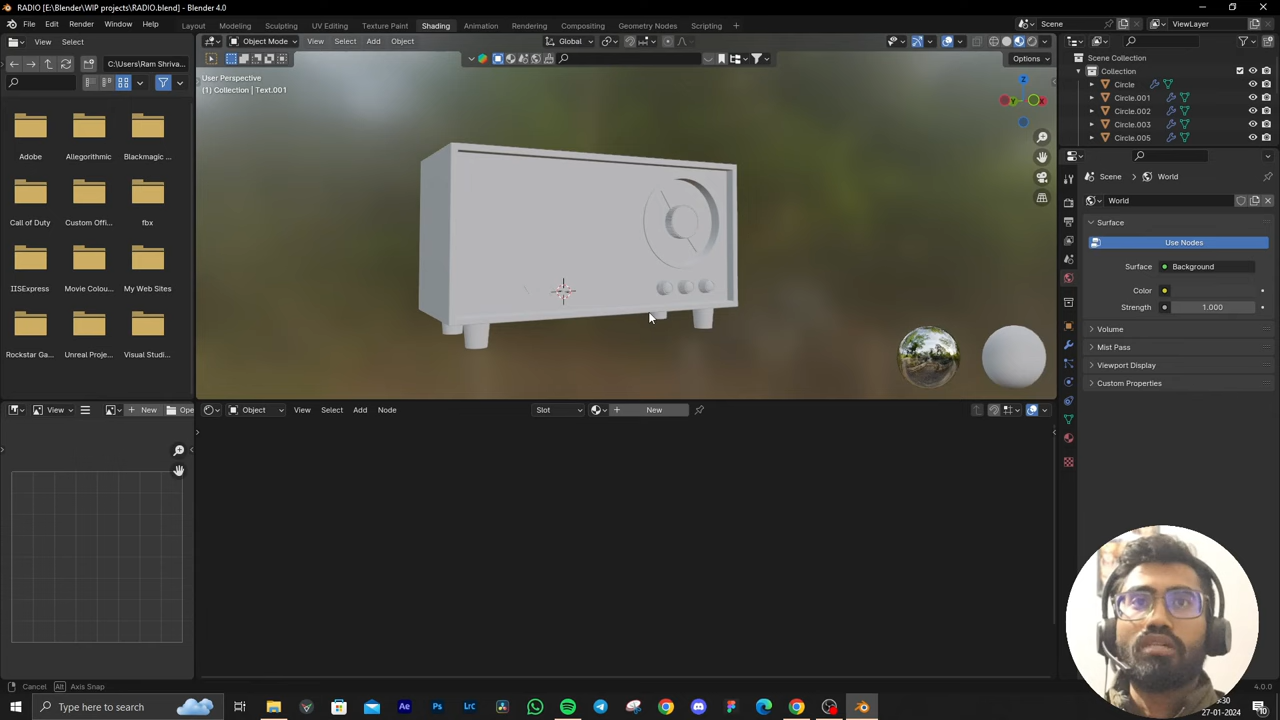 RADIO [E:\Blender\WIP projects\RADIO.blend] - Blender 4.0
File Edit Render Window Help Layout Modeling Sculpting UV Editing Texture Paint Shading Animation Rendering Compositing Geometry Nodes Scripting + Scene ViewLayer
View Select Object Mode View Select Add Object Global
C:\Users\Ram Shriva... Options Scene Collection
User Perspective
(1) Collection | Text.001
Collection
Circle
Circle.001
Circle.002
Circle.003
Circle.005
Z
Y
X
Adobe Allegorithmic Blackmagic ...
Call of Duty Custom Offi... fbx
IISExpress Movie Colou... My Web Sites
Rockstar Ga... Unreal Proje... Visual Studi...
Scene > World
World
Surface
Use Nodes
Surface Background
Color
Strength 1.000
Volume
Mist Pass
Viewport Display
Custom Properties
View + New Ope Object View Select Add Node Slot + New
Cancel Alt Axis Snap 4.0.0
Type here to search Ae Ps Lrc
27-01-2024